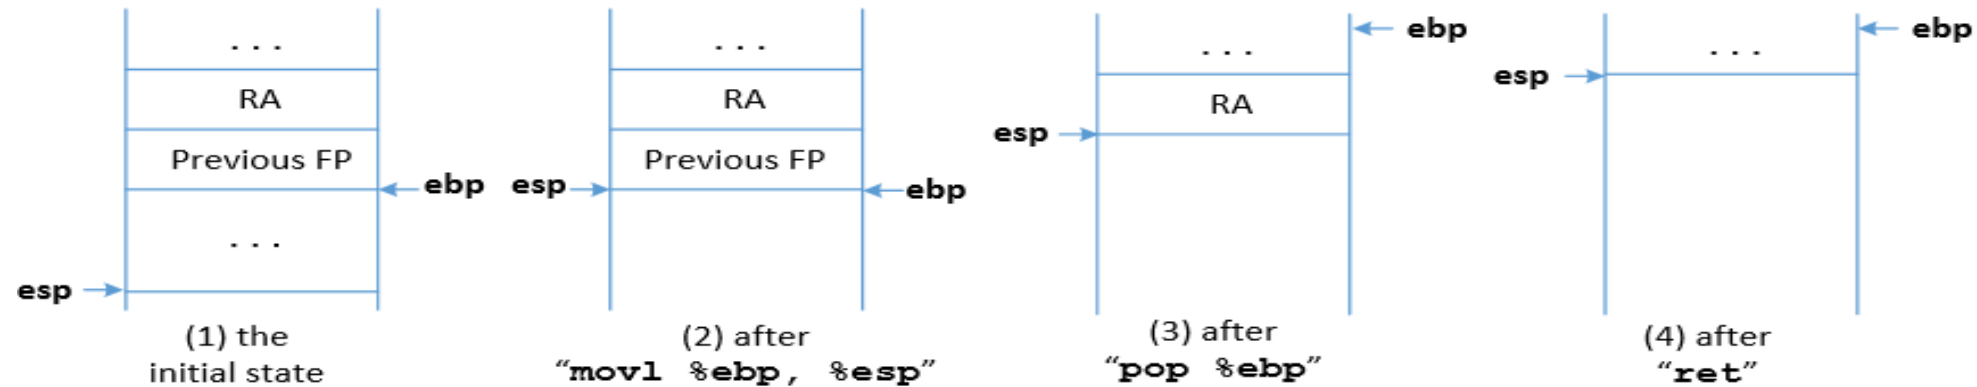 . . .
RA
Previous FP
ebp
. . .
esp
(1) the
initial state
. . .
RA
Previous FP
esp
ebp
(2) after
“movl %ebp, %esp”
ebp
. . .
RA
esp
(3) after
“pop %ebp”
ebp
. . .
esp
(4) after
“ret”